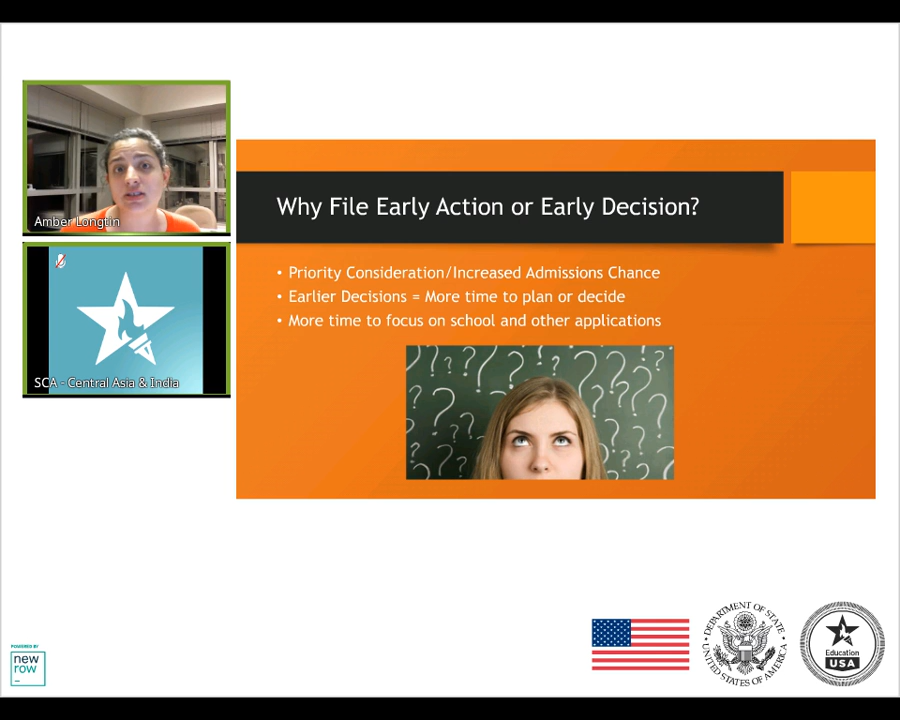 Amber Longtin
SCA - Central Asia & India
Why File Early Action or Early Decision?
• Priority Consideration/Increased Admissions Chance
• Earlier Decisions = More time to plan or decide
• More time to focus on school and other applications
POWERED BY
new
row
DEPARTMENT OF STATE
UNITED STATES OF AMERICA
Education
USA